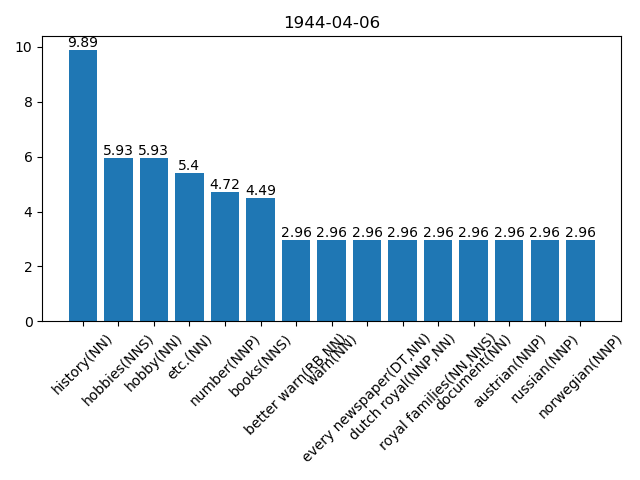 1944-04-06
10
8
6
4
2
0
9.89
5.93
5.93
5.4
4.72
4.49
2.96
2.96
2.96
2.96
2.96
2.96
2.96
2.96
2.96
history(NN)
hobbies(NNS)
hobby(NN)
etc.(NN)
number(NNP)
books(NNS)
better warn(RB,NN)
warn(NN)
every newspaper(DT,NN)
dutch royal(NNP,NN)
royal families(NN,NNS)
document(NN)
austrian(NNP)
russian(NNP)
norwegian(NNP)